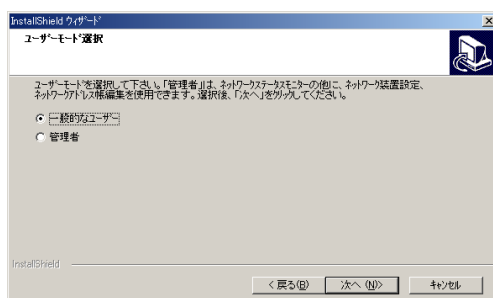 InstallShield ウィザード
ユーザーモード選択
ユーザーモードを選択して下さい。「管理者」は、ネットワークステータスモニターの他に、ネットワーク装置設定、
ネットワークアドレス帳編集を使用できます。選択後、「次へ」をクリックしてください。
一般的なユーザー
管理者
InstallShield
< 戻る(B)
次へ (N)>
キャンセル